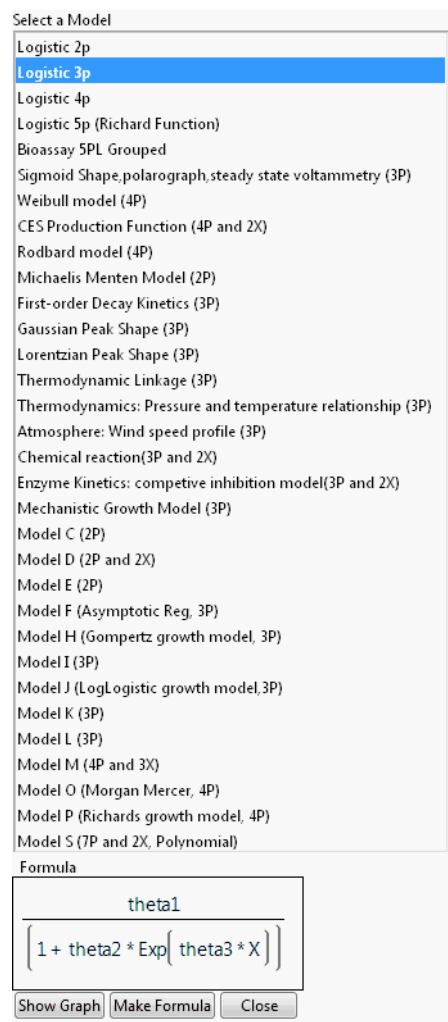 Select a Model
Logistic 2p
Logistic 3p
Logistic 4p
Logistic 5p (Richard Function)
Bioassay 5PL Grouped
Sigmoid Shape,polarograph,steady state voltammetry (3P)
Weibull model (4P)
CES Production Function (4P and 2X)
Rodbard model (4P)
Michaelis Menten Model (2P)
First-order Decay Kinetics (3P)
Gaussian Peak Shape (3P)
Lorentzian Peak Shape (3P)
Thermodynamic Linkage (3P)
Thermodynamics: Pressure and temperature relationship (3P)
Atmosphere: Wind speed profile (3P)
Chemical reaction(3P and 2X)
Enzyme Kinetics: competive inhibition model(3P and 2X)
Mechanistic Growth Model (3P)
Model C (2P)
Model D (2P and 2X)
Model E (2P)
Model F (Asymptotic Reg, 3P)
Model H (Gompertz growth model, 3P)
Model I (3P)
Model J (LogLogistic growth model,3P)
Model K (3P)
Model L (3P)
Model M (4P and 3X)
Model O (Morgan Mercer, 4P)
Model P (Richards growth model, 4P)
Model S (7P and 2X, Polynomial)
Formula
theta1
(1 + theta2 * Exp( theta3 * X ))
Show Graph Make Formula Close